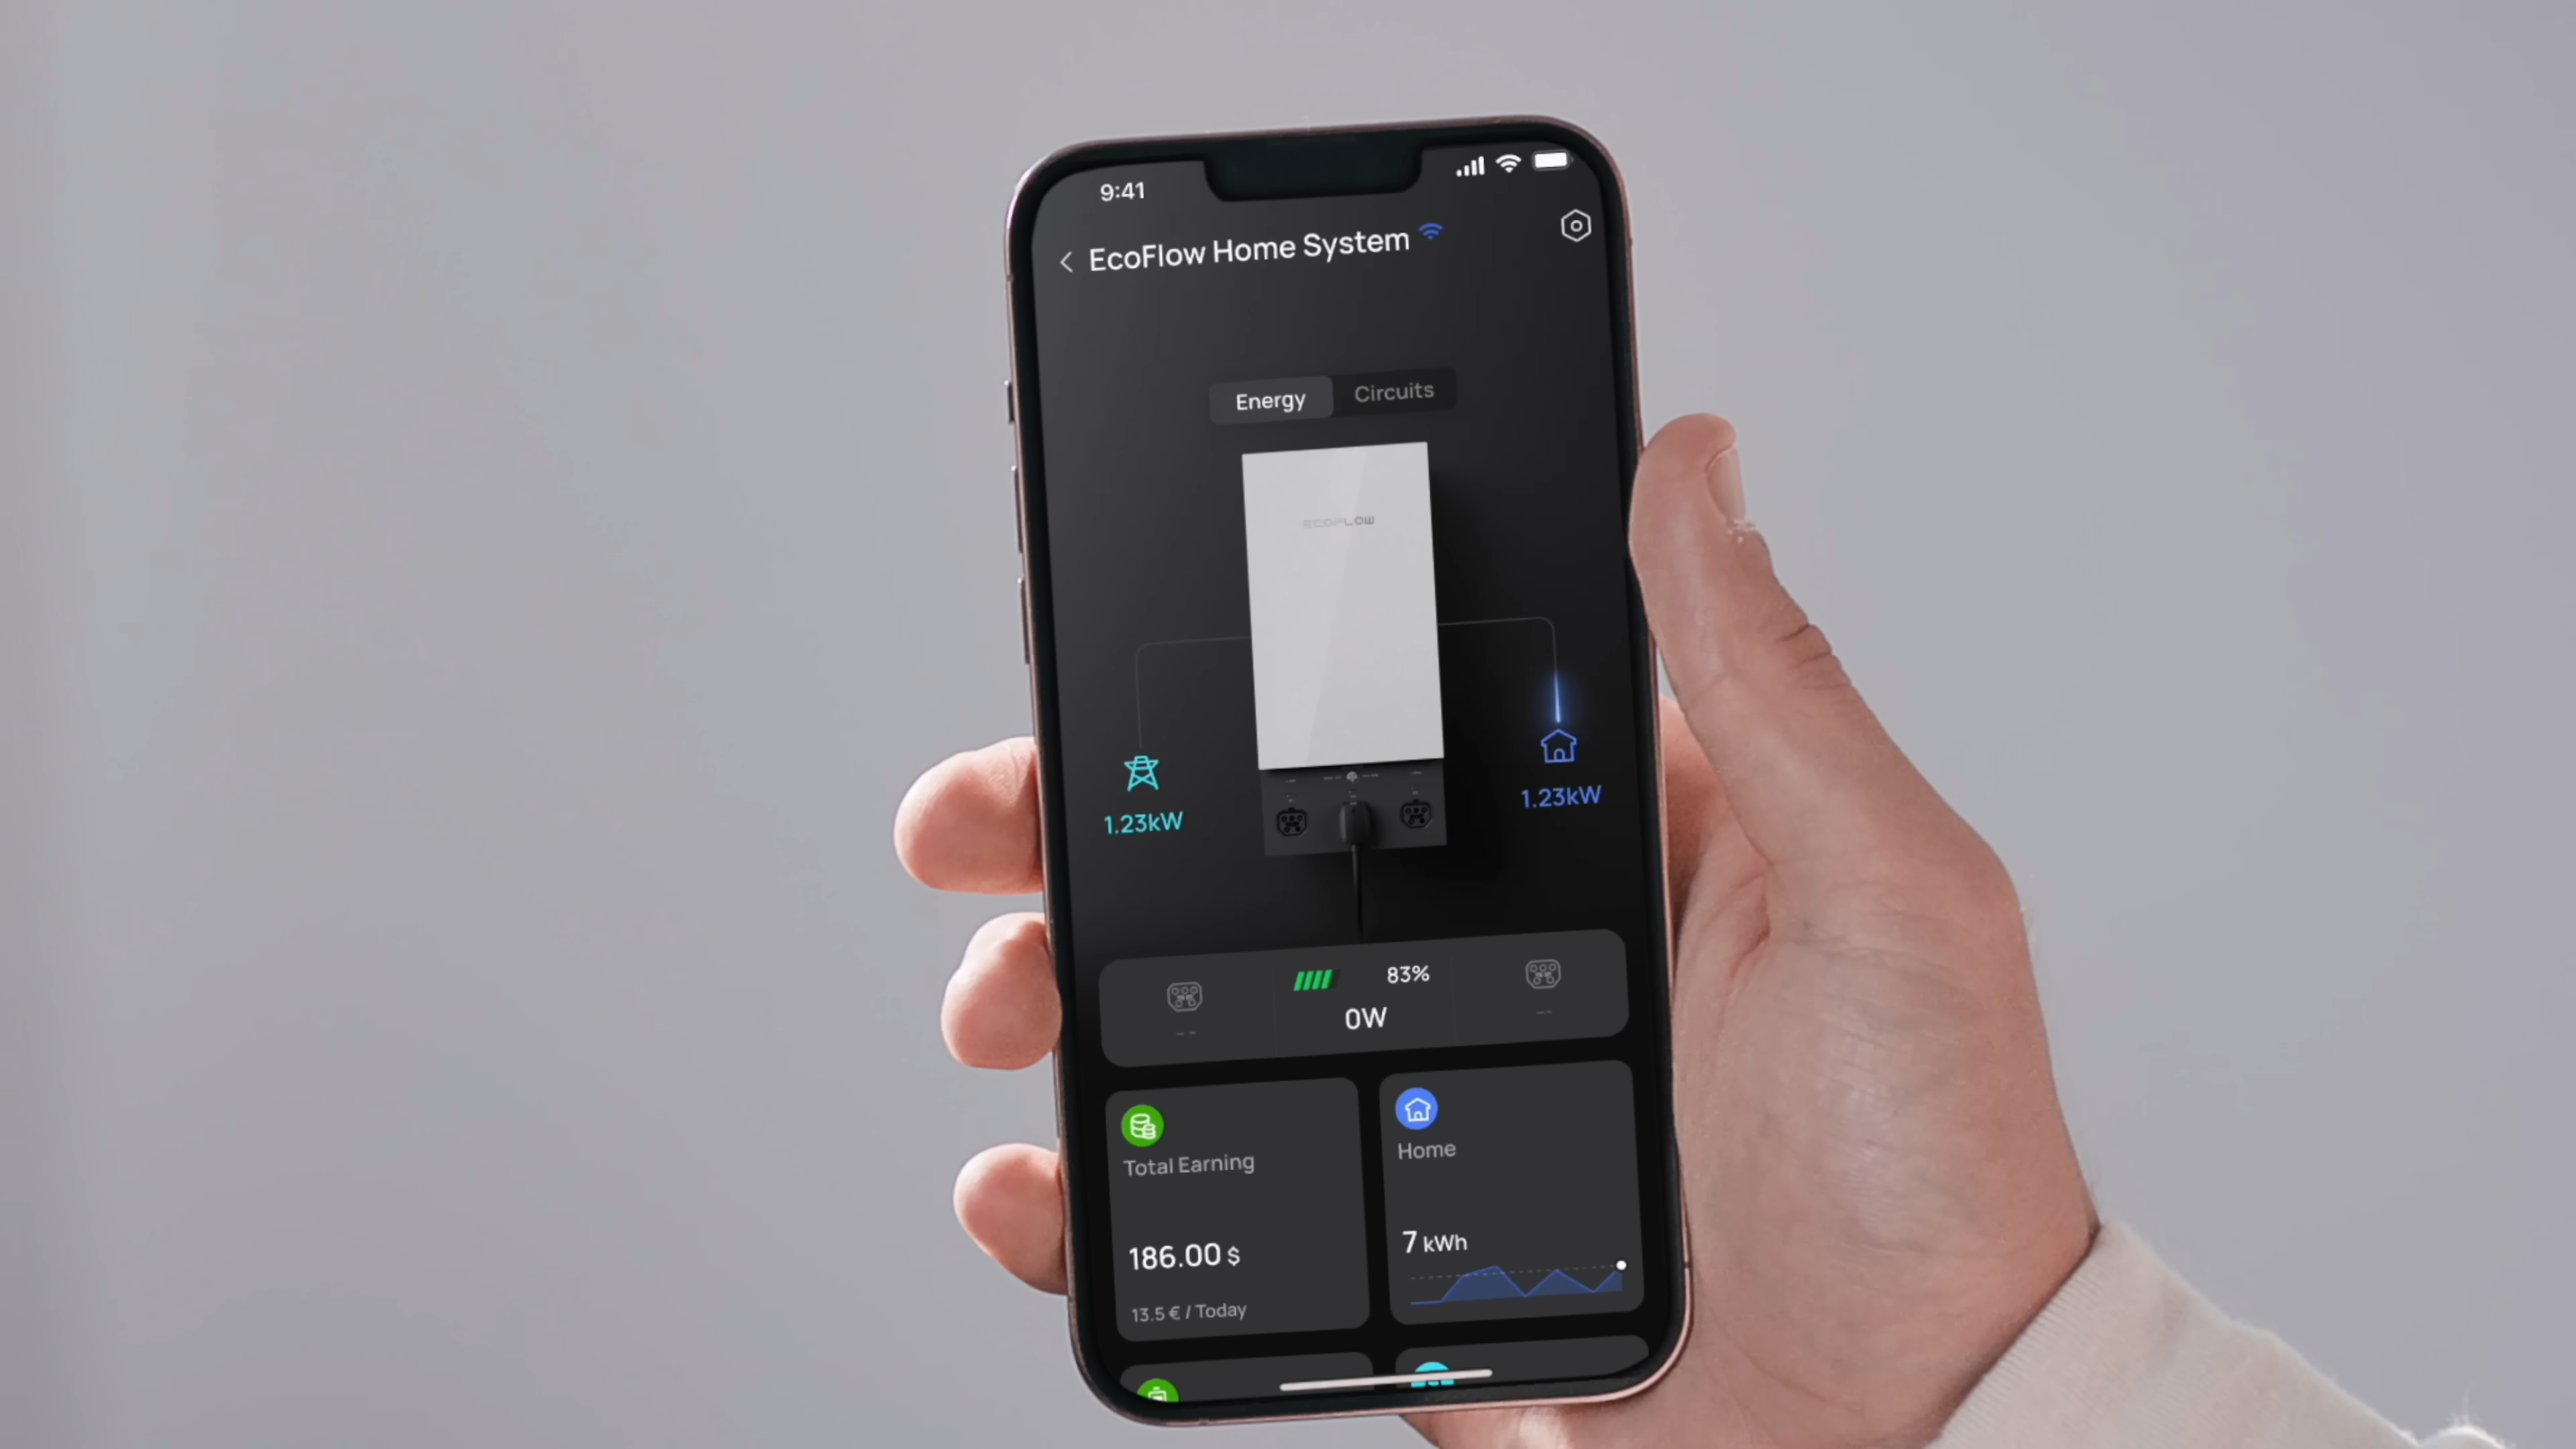 9:41
EcoFlow Home System
Energy Circuits
ECOFLOW
1.23kW
1.23kW
83%
0W
-- --
Total Earning
186.00 $
13.5 € / Today
Home
7 kWh